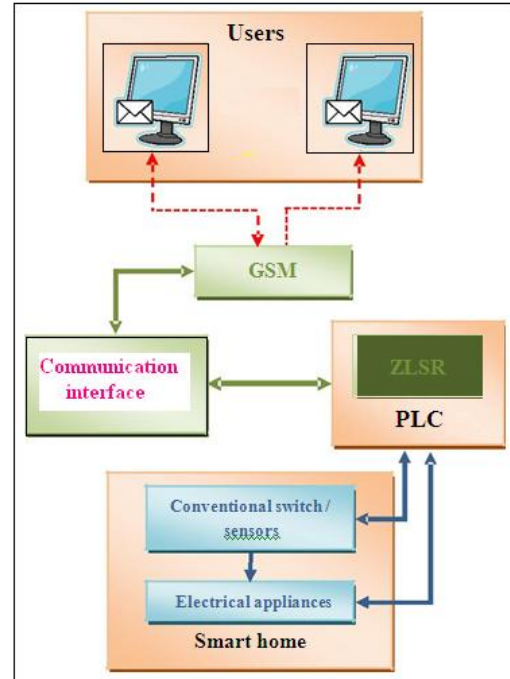 Users
GSM
Communication
interface
ZLSR
PLC
Conventional switch /
sensors
Electrical appliances
Smart home